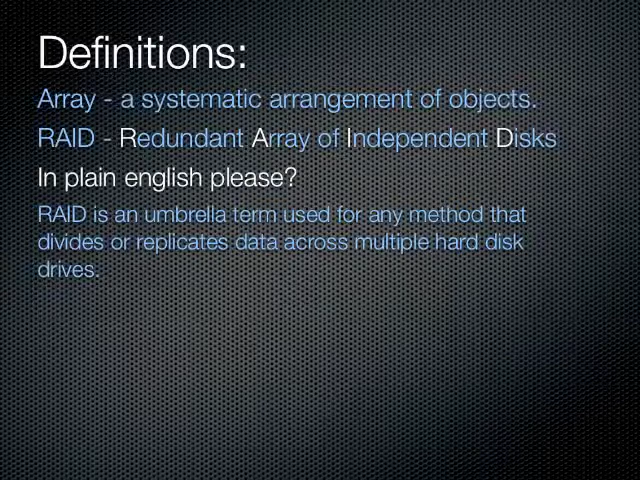 Definitions:
Array - a systematic arrangement of objects.
RAID - Redundant Array of Independent Disks
In plain english please?
RAID is an umbrella term used for any method that
divides or replicates data across multiple hard disk
drives.